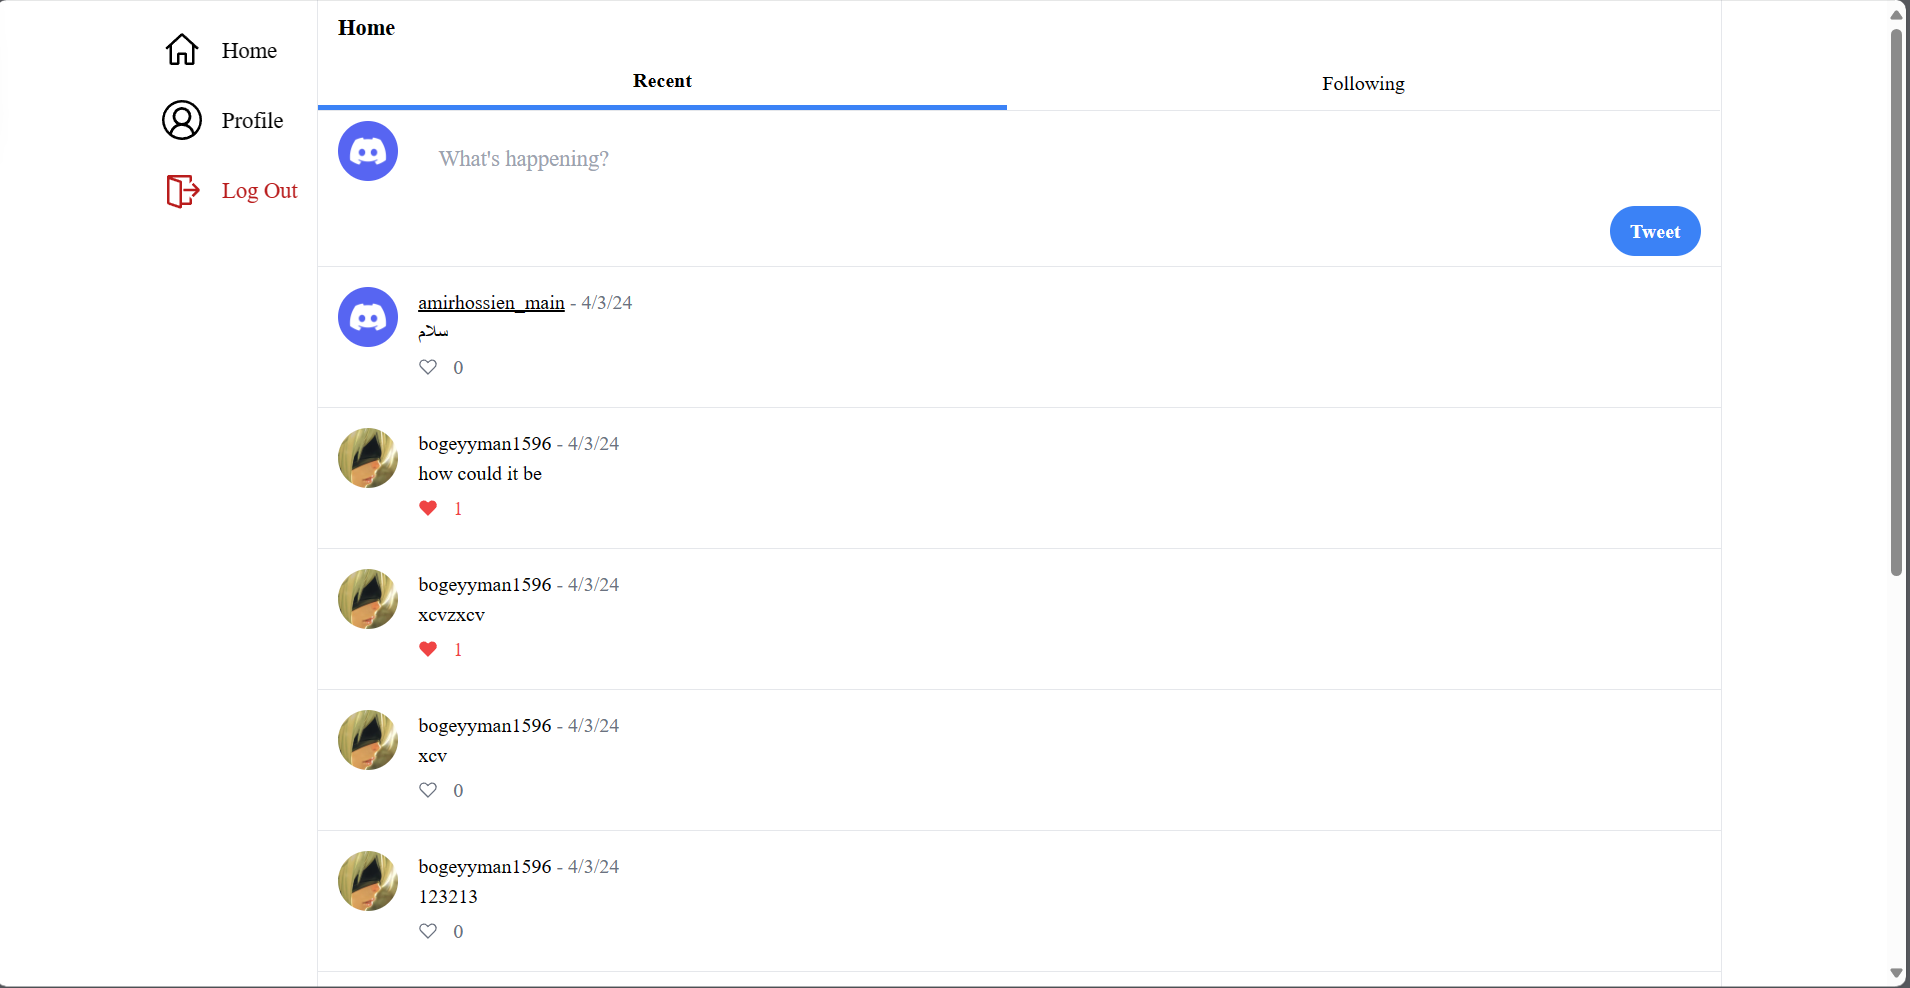 Home
Profile
Log Out
Home
Recent
Following
What's happening?
Tweet
amirhossien_main - 4/3/24
سلام
0
bogeyyman1596 - 4/3/24
how could it be
1
bogeyyman1596 - 4/3/24
xcvzxcv
1
bogeyyman1596 - 4/3/24
xcv
0
bogeyyman1596 - 4/3/24
123213
0